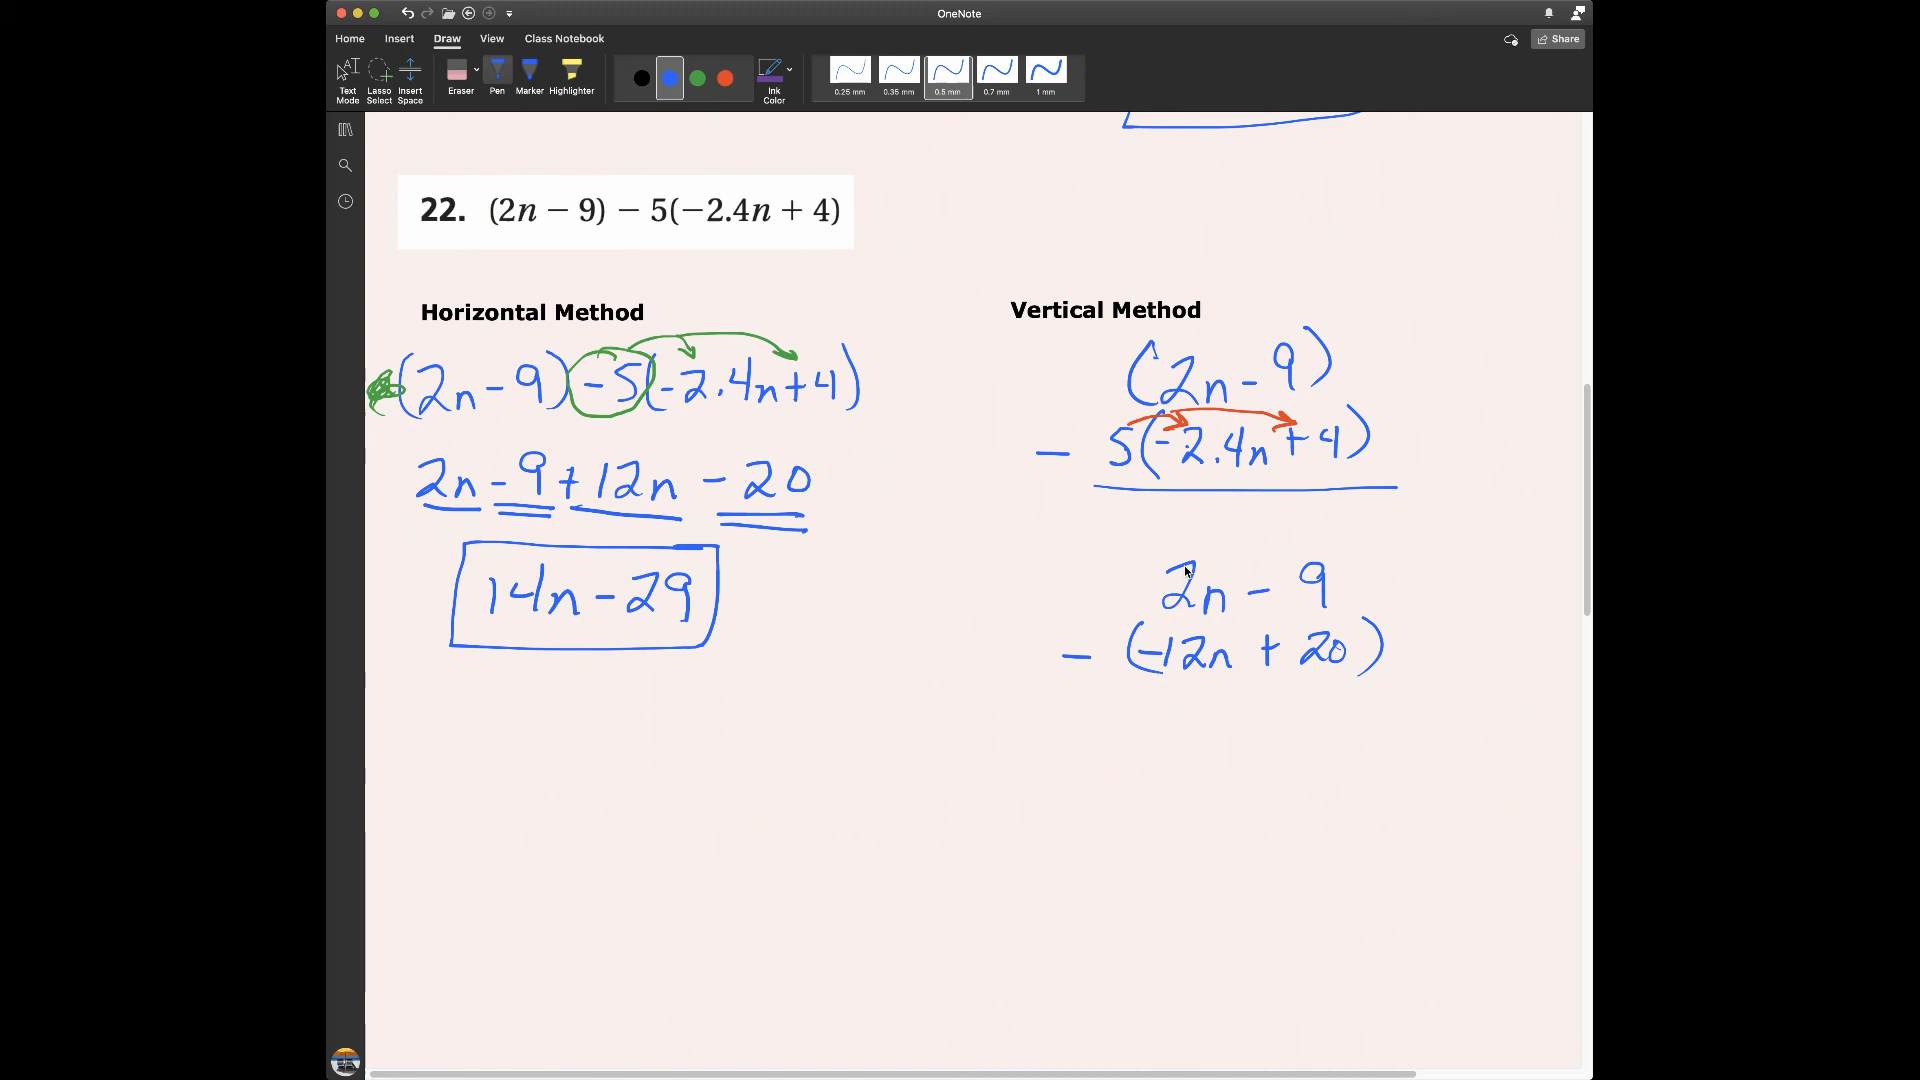 OneNote
Home Insert Draw View Class Notebook
Share
Text Mode
Lasso Select
Insert Space
Eraser
Pen
Marker
Highlighter
Ink Color
0.25 mm
0.35 mm
0.5 mm
0.7 mm
1 mm
22. (2n − 9) − 5(−2.4n + 4)
Horizontal Method
(2n − 9) − 5(−2.4n + 4)
2n − 9 + 12n − 20
14n − 29
Vertical Method
(2n − 9)
− 5(−2.4n + 4)
2n − 9
− (−12n + 20)